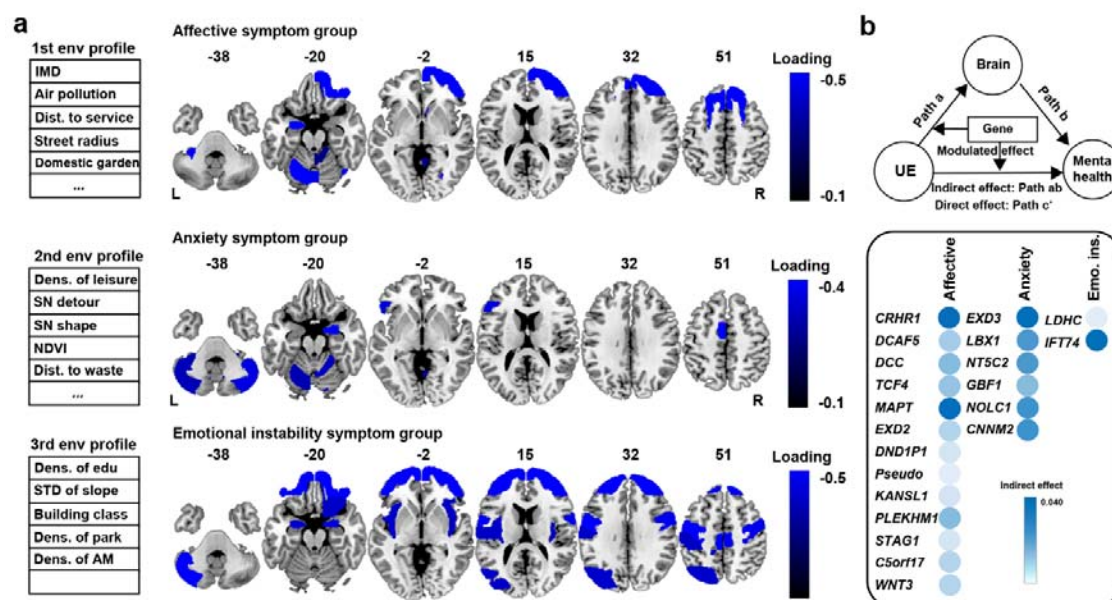 a
1st env profile
IMD
Air pollution
Dist. to service
Street radius
Domestic garden
...
Affective symptom group
-38
-20
-2
15
32
51
Loading
-0.5
-0.1
L
R
2nd env profile
Dens. of leisure
SN detour
SN shape
NDVI
Dist. to waste
...
Anxiety symptom group
-38
-20
-2
15
32
51
Loading
-0.4
-0.1
L
R
3rd env profile
Dens. of edu
STD of slope
Building class
Dens. of park
Dens. of AM
Emotional instability symptom group
-38
-20
-2
15
32
51
Loading
-0.5
b
Brain
Path a
Path b
Gene
Modulated effect
UE
Mental
health
Indirect effect: Path ab
Direct effect: Path c'
Affective
Anxiety
Emo. ins.
CRHR1 EXD3 LDHC
DCAF5 LBX1 IFT74
DCC NT5C2
TCF4 GBF1
MAPT NOLC1
EXD2 CNNM2
DND1P1
Pseudo
KANSL1
PLEKHM1
STAG1
C5orf17
WNT3
Indirect effect
0.040